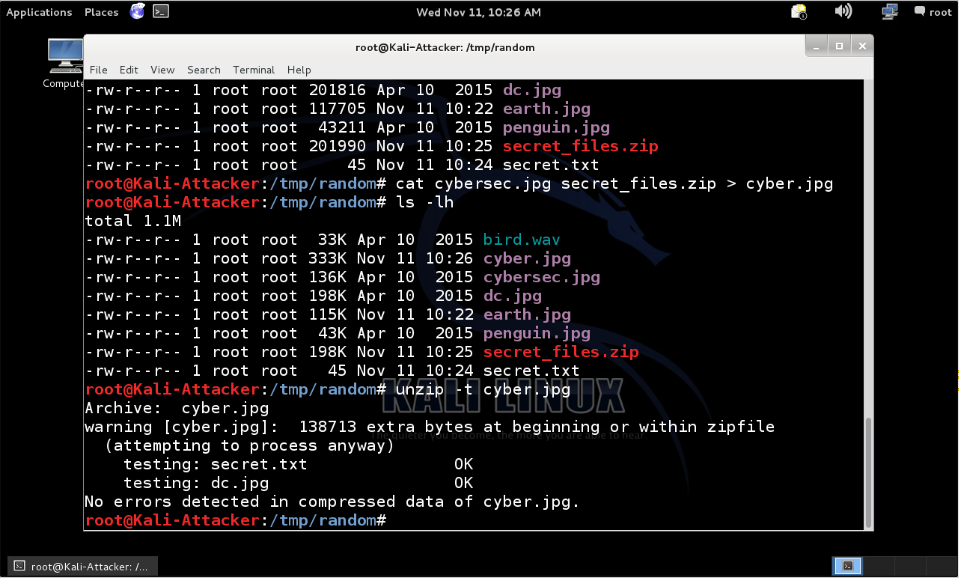 Applications Places Wed Nov 11, 10:26 AM root
Compute
root@Kali-Attacker: /tmp/random
File Edit View Search Terminal Help
-rw-r--r-- 1 root root 201816 Apr 10  2015 dc.jpg
-rw-r--r-- 1 root root 117705 Nov 11 10:22 earth.jpg
-rw-r--r-- 1 root root  43211 Apr 10  2015 penguin.jpg
-rw-r--r-- 1 root root 201990 Nov 11 10:25 secret_files.zip
-rw-r--r-- 1 root root     45 Nov 11 10:24 secret.txt
root@Kali-Attacker:/tmp/random# cat cybersec.jpg secret_files.zip > cyber.jpg
root@Kali-Attacker:/tmp/random# ls -lh
total 1.1M
-rw-r--r-- 1 root root  33K Apr 10  2015 bird.wav
-rw-r--r-- 1 root root 333K Nov 11 10:26 cyber.jpg
-rw-r--r-- 1 root root 136K Apr 10  2015 cybersec.jpg
-rw-r--r-- 1 root root 198K Apr 10  2015 dc.jpg
-rw-r--r-- 1 root root 115K Nov 11 10:22 earth.jpg
-rw-r--r-- 1 root root  43K Apr 10  2015 penguin.jpg
-rw-r--r-- 1 root root 198K Nov 11 10:25 secret_files.zip
-rw-r--r-- 1 root root   45 Nov 11 10:24 secret.txt
root@Kali-Attacker:/tmp/random# unzip -t cyber.jpg
KALI LINUX
Archive:  cyber.jpg
warning [cyber.jpg]:  138713 extra bytes at beginning or within zipfile
The quieter you become, the more you are able to hear
  (attempting to process anyway)
    testing: secret.txt               OK
    testing: dc.jpg                   OK
No errors detected in compressed data of cyber.jpg.
root@Kali-Attacker:/tmp/random#
root@Kali-Attacker: /...